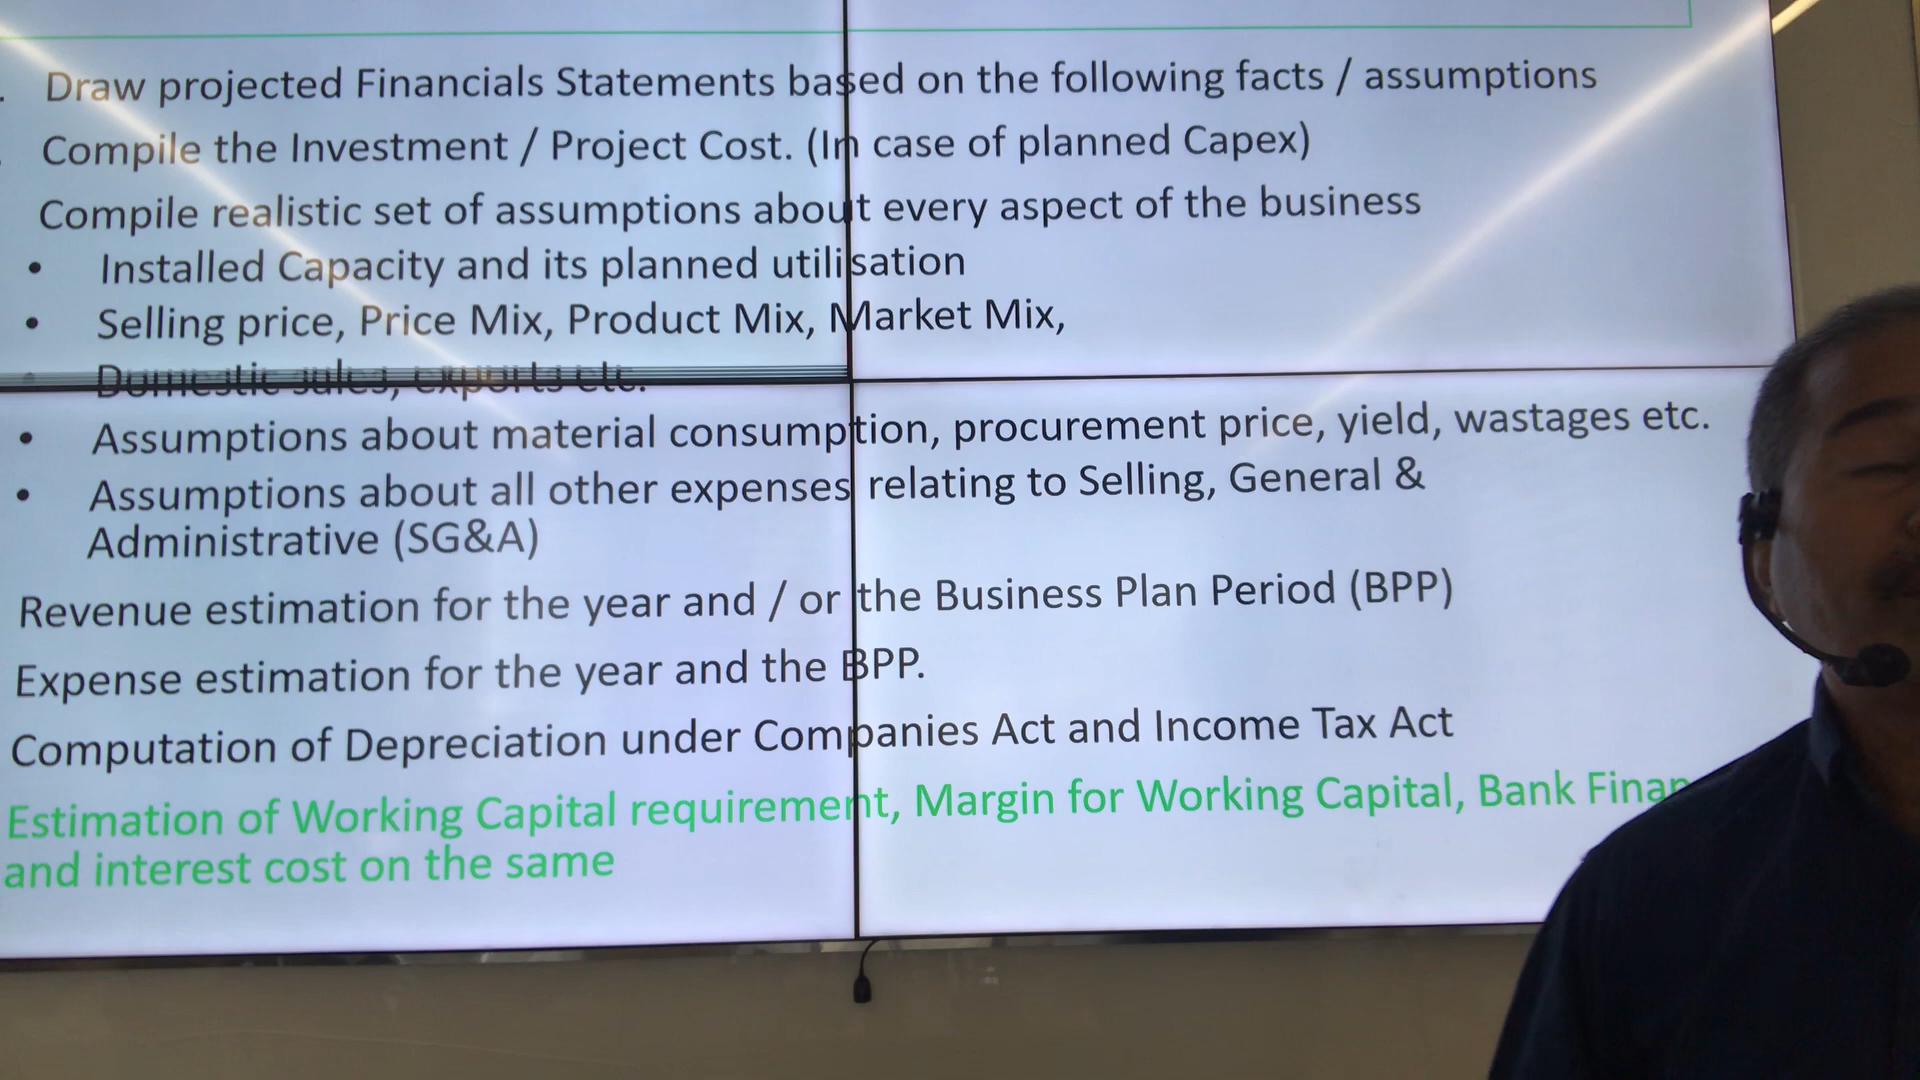 Draw projected Financials Statements based on the following facts / assumptions
Compile the Investment / Project Cost. (In case of planned Capex)
Compile realistic set of assumptions about every aspect of the business
• Installed Capacity and its planned utilisation
• Selling price, Price Mix, Product Mix, Market Mix,
• Domestic sales, exports etc.
• Assumptions about material consumption, procurement price, yield, wastages etc.
• Assumptions about all other expenses relating to Selling, General &
Administrative (SG&A)
Revenue estimation for the year and / or the Business Plan Period (BPP)
Expense estimation for the year and the BPP.
Computation of Depreciation under Companies Act and Income Tax Act
Estimation of Working Capital requirement, Margin for Working Capital, Bank
and interest cost on the same